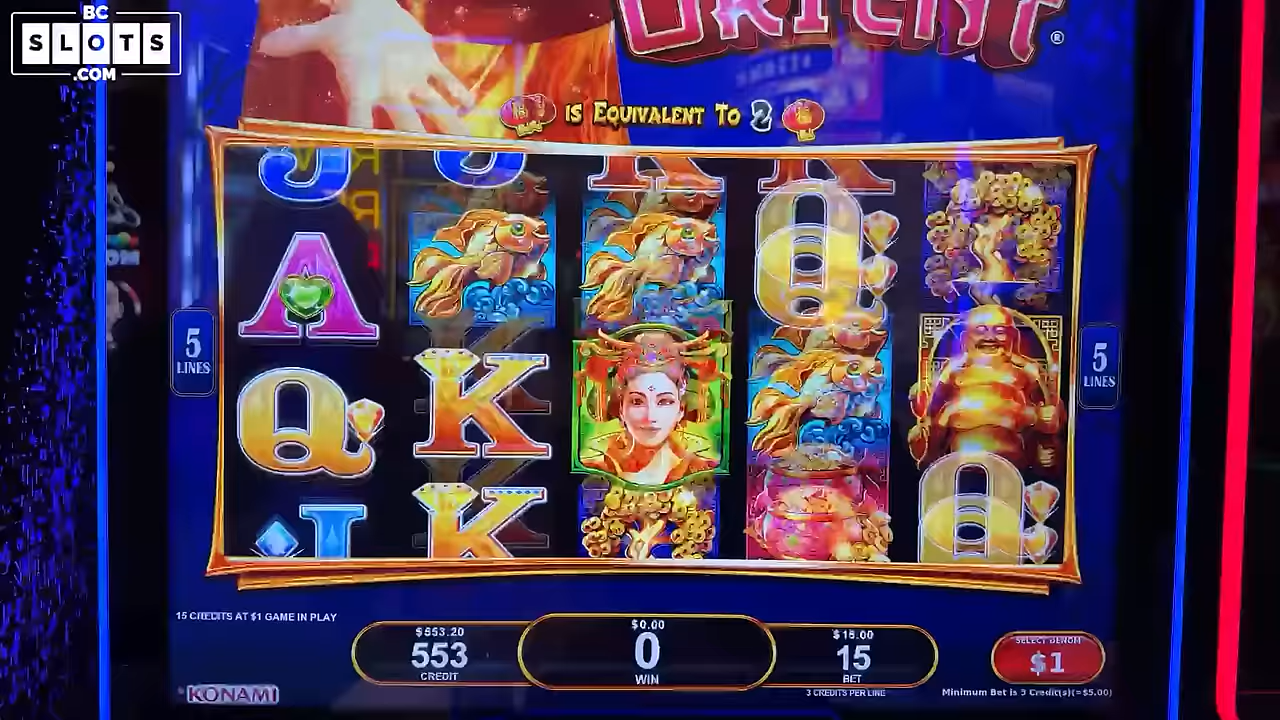 BC
SLOTS
.COM
ORIENT®
IS EQUIVALENT TO 2
J
K
K
A
Q
5
LINES
5
LINES
Q
K
J
K
Q
15 CREDITS AT $1 GAME IN PLAY
$553.20
553
CREDIT
$0.00
0
WIN
$15.00
15
BET
3 CREDITS PER LINE
SELECT DENOM
$1
KONAMI
Minimum Bet is 5 Credit(s)(=$5.00)